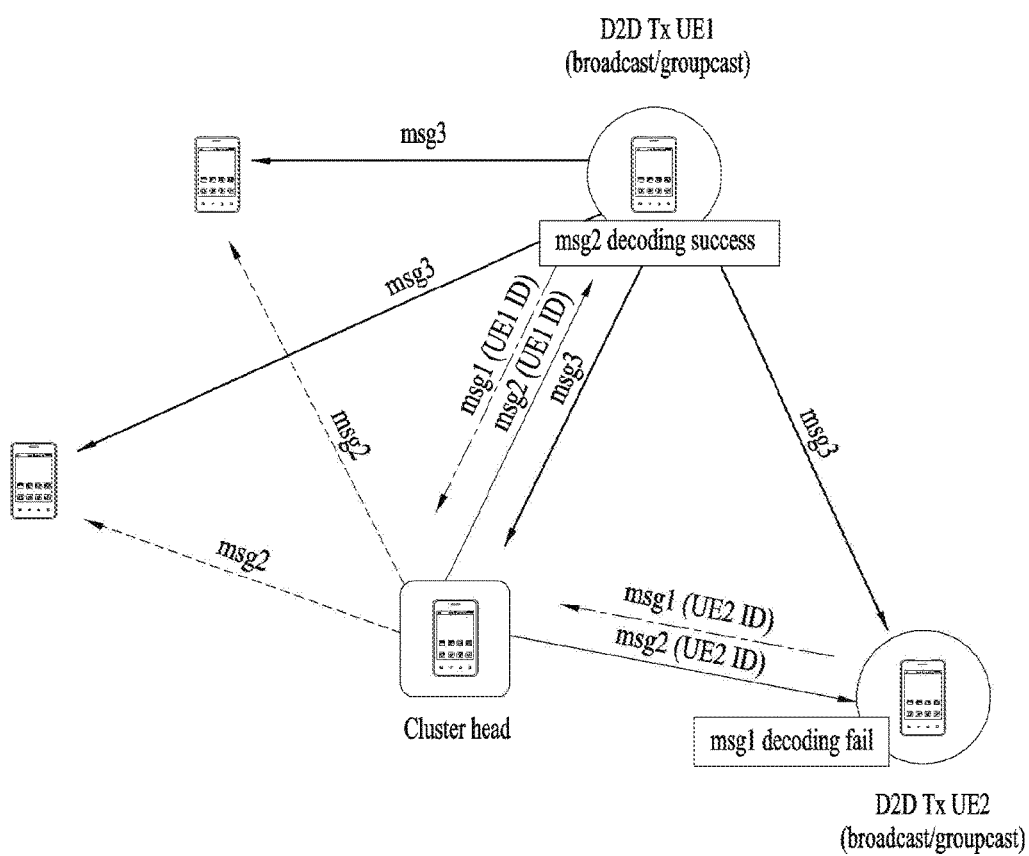 D2D Tx UE1
(broadcast/groupcast)
msg3
msg2 decoding success
msg3
msg1 (UE1 ID)
msg2 (UE1 ID)
msg3
msg3
msg2
msg2
msg1 (UE2 ID)
msg2 (UE2 ID)
Cluster head
msg1 decoding fail
D2D Tx UE2
(broadcast/groupcast)